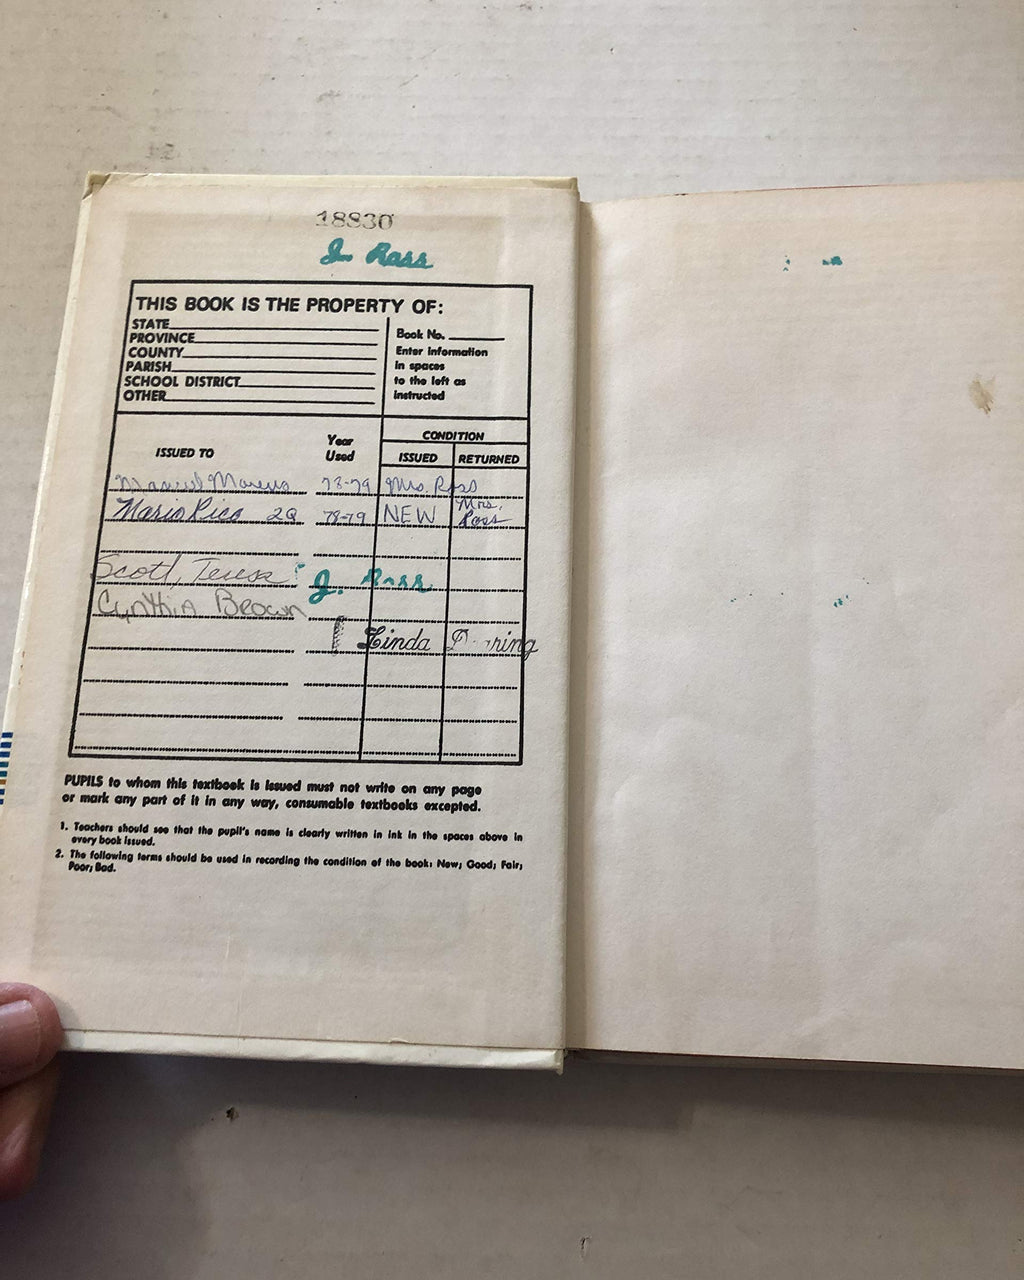 18830
J. Ross
THIS BOOK IS THE PROPERTY OF:
STATE
PROVINCE
COUNTY
PARISH
SCHOOL DISTRICT
OTHER
Book No.
Enter information
in spaces
to the left as
instructed
ISSUED TO
Year
Used
CONDITION
ISSUED
RETURNED
Manuel Moreno 78-79 Mrs. Ross
Mario Rico 2Q 78-79 NEW Mrs.
Ross
Scott, Teresa J. Ross
Cynthia Brown
Linda
PUPILS to whom this textbook is issued must not write on any page
or mark any part of it in any way, consumable textbooks excepted.
1. Teachers should see that the pupil's name is clearly written in ink in the spaces above in
every book issued.
2. The following terms should be used in recording the condition of the book: New; Good; Fair;
Poor; Bad.